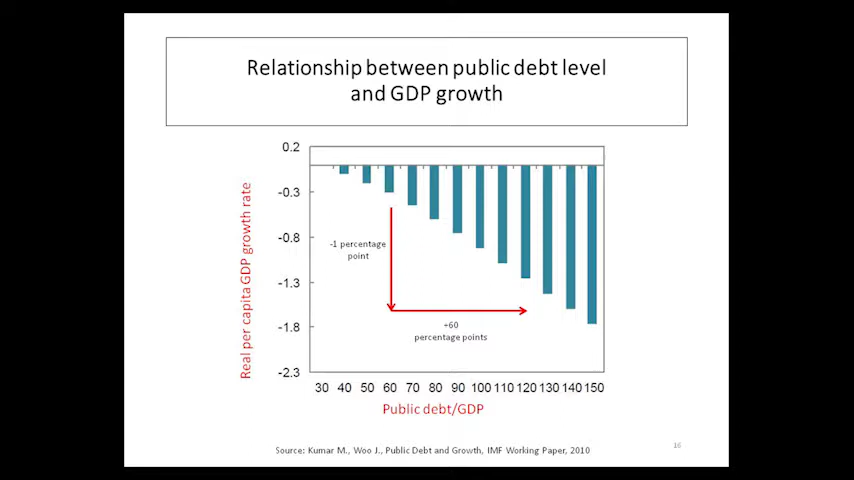 Relationship between public debt level
and GDP growth
0.2
-0.3
-0.8
-1.3
-1.8
-2.3
Real per capita GDP growth rate
-1 percentage
point
+60
percentage points
30 40 50 60 70 80 90 100 110 120 130 140 150
Public debt/GDP
Source: Kumar M., Woo J., Public Debt and Growth, IMF Working Paper, 2010
16